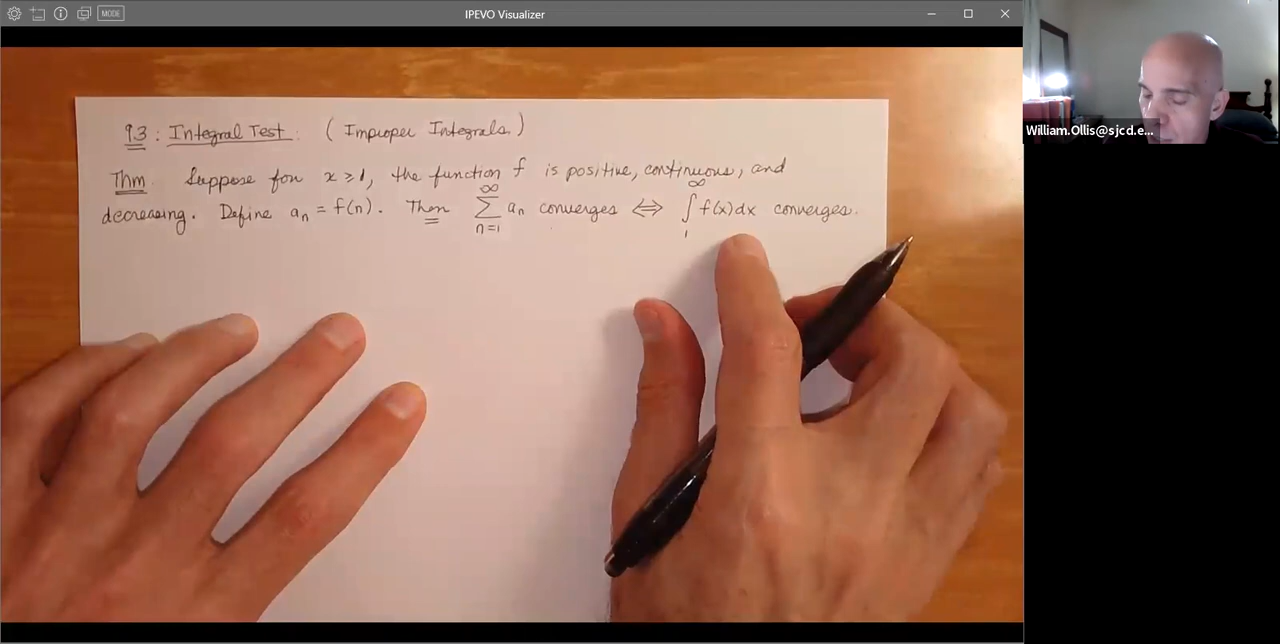 MODE
IPEVO Visualizer
9.3 : Integral Test. (Improper Integrals)
Thm. Suppose for x ≥ 1, the function f is positive, continuous, and
decreasing. Define aₙ = f(n). Then ∑_{n=1}^{∞} aₙ converges ⟺ ∫_{1}^{∞} f(x)dx converges.
William.Ollis@sjcd.e...